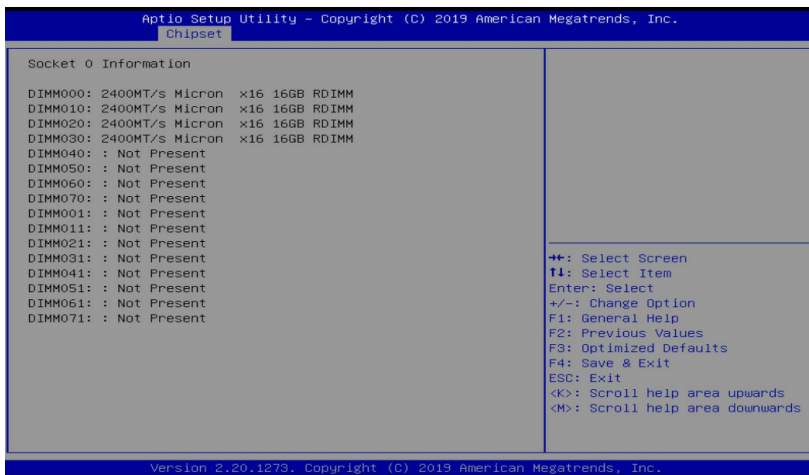 Aptio Setup Utility – Copyright (C) 2019 American Megatrends, Inc.
Chipset
Socket 0 Information
DIMM000: 2400MT/s Micron x16 16GB RDIMM
DIMM010: 2400MT/s Micron x16 16GB RDIMM
DIMM020: 2400MT/s Micron x16 16GB RDIMM
DIMM030: 2400MT/s Micron x16 16GB RDIMM
DIMM040: : Not Present
DIMM050: : Not Present
DIMM060: : Not Present
DIMM070: : Not Present
DIMM001: : Not Present
DIMM011: : Not Present
DIMM021: : Not Present
DIMM031: : Not Present
DIMM041: : Not Present
DIMM051: : Not Present
DIMM061: : Not Present
DIMM071: : Not Present
→←: Select Screen
↑↓: Select Item
Enter: Select
+/-: Change Option
F1: General Help
F2: Previous Values
F3: Optimized Defaults
F4: Save & Exit
ESC: Exit
<K>: Scroll help area upwards
<M>: Scroll help area downwards
Version 2.20.1273. Copyright (C) 2019 American Megatrends, Inc.